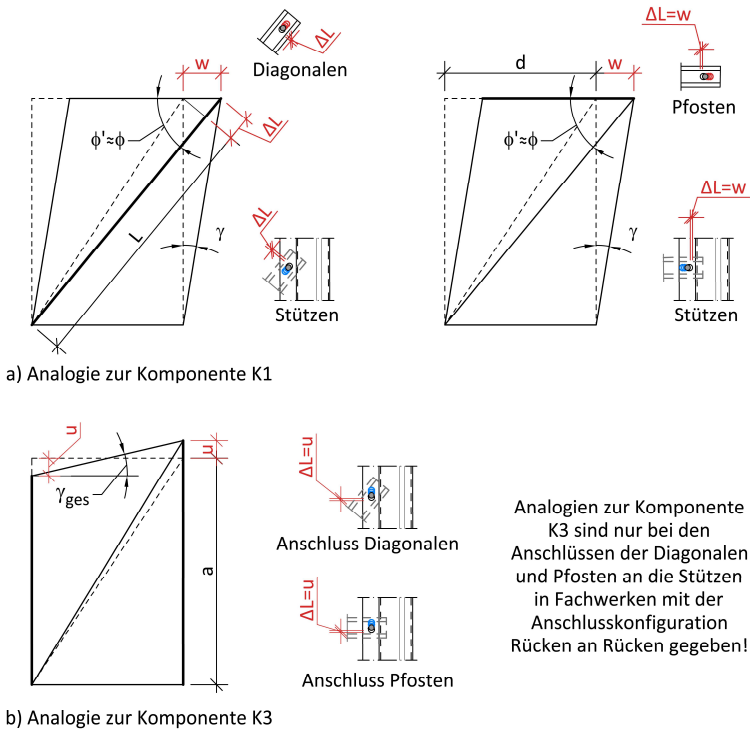 ΔL
Diagonalen
w
ϕ'≈ϕ
ΔL
L
γ
ΔL
Stützen
d
w
ΔL=w
Pfosten
ϕ'≈ϕ
γ
ΔL=w
Stützen
a) Analogie zur Komponente K1
u
γges
u
a
ΔL=u
Anschluss Diagonalen
ΔL=u
Anschluss Pfosten
Analogien zur Komponente
K3 sind nur bei den
Anschlüssen der Diagonalen
und Pfosten an die Stützen
in Fachwerken mit der
Anschlusskonfiguration
Rücken an Rücken gegeben!
b) Analogie zur Komponente K3